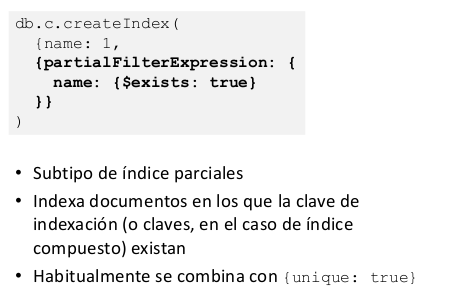 db.c.createIndex(
{name: 1,
{partialFilterExpression: {
name: {$exists: true}
}}
)
• Subtipo de índice parciales
• Indexa documentos en los que la clave de
indexación (o claves, en el caso de índice
compuesto) existan
• Habitualmente se combina con {unique: true}